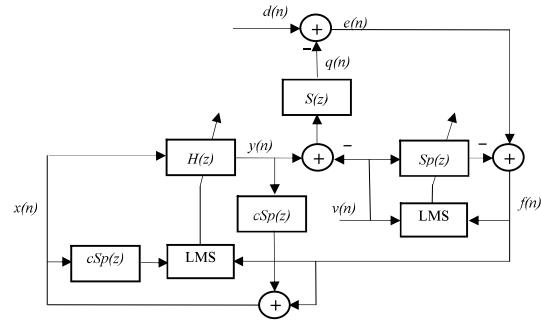 d(n)
e(n)
−
q(n)
S(z)
y(n)
−
−
H(z)
+
Sp(z)
+
x(n)
cSp(z)
v(n)
LMS
f(n)
cSp(z)
LMS
+
+